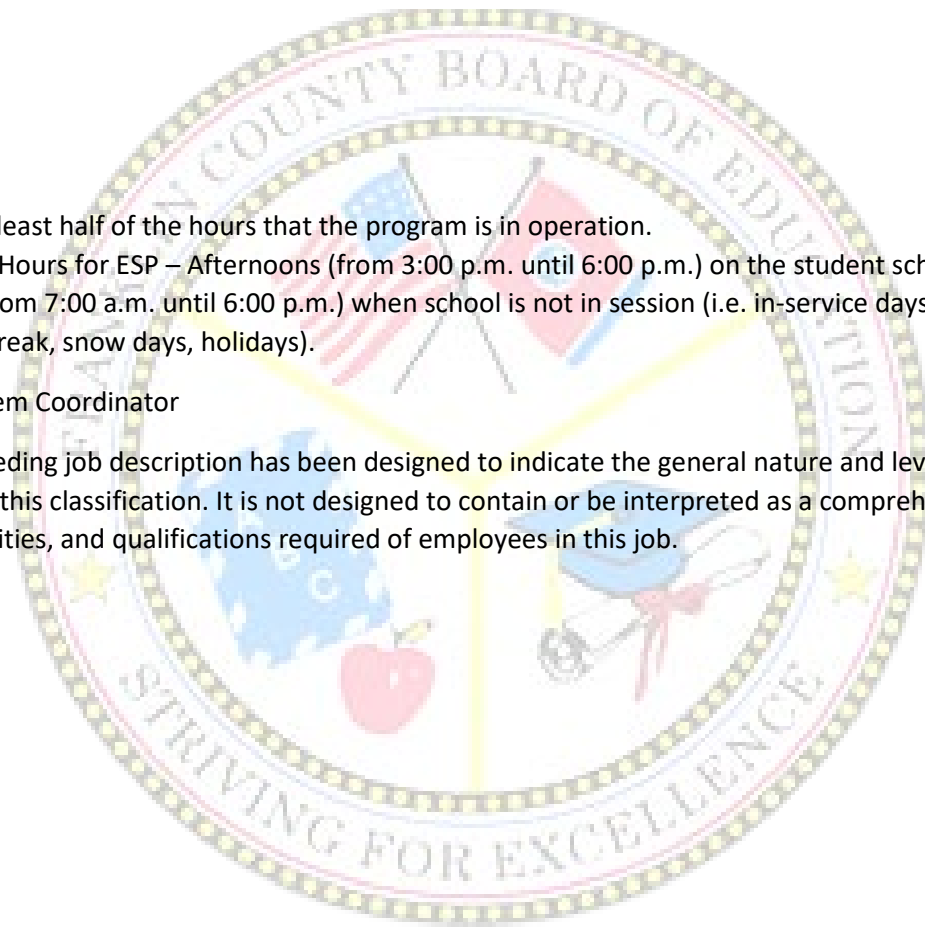 FRANKLIN COUNTY BOARD OF EDUCATION
least half of the hours that the program is in operation.
Hours for ESP – Afternoons (from 3:00 p.m. until 6:00 p.m.) on the student sch
om 7:00 a.m. until 6:00 p.m.) when school is not in session (i.e. in-service days
reak, snow days, holidays).
em Coordinator
eding job description has been designed to indicate the general nature and lev
this classification. It is not designed to contain or be interpreted as a compreh
ities, and qualifications required of employees in this job.
A
B
C
STRIVING FOR EXCELLENCE